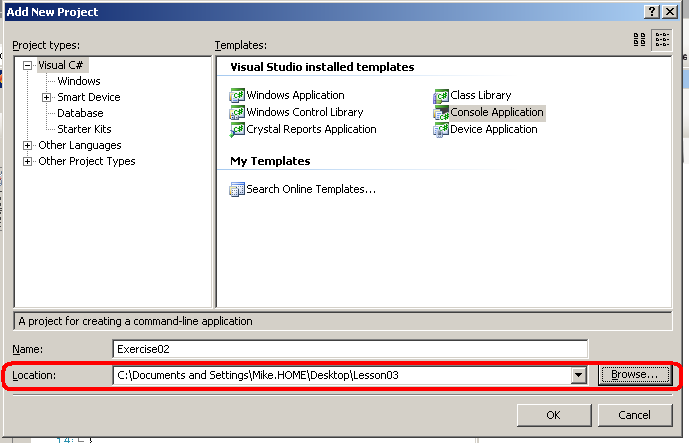 Add New Project
Project types:
Templates:
Visual C#
Windows
Smart Device
Database
Starter Kits
Other Languages
Other Project Types
Visual Studio installed templates
Windows Application
Class Library
Windows Control Library
Console Application
Crystal Reports Application
Device Application
My Templates
Search Online Templates...
A project for creating a command-line application
Name:
Exercise02
Location:
C:\Documents and Settings\Mike.HOME\Desktop\Lesson03
Browse...
OK
Cancel
14
}